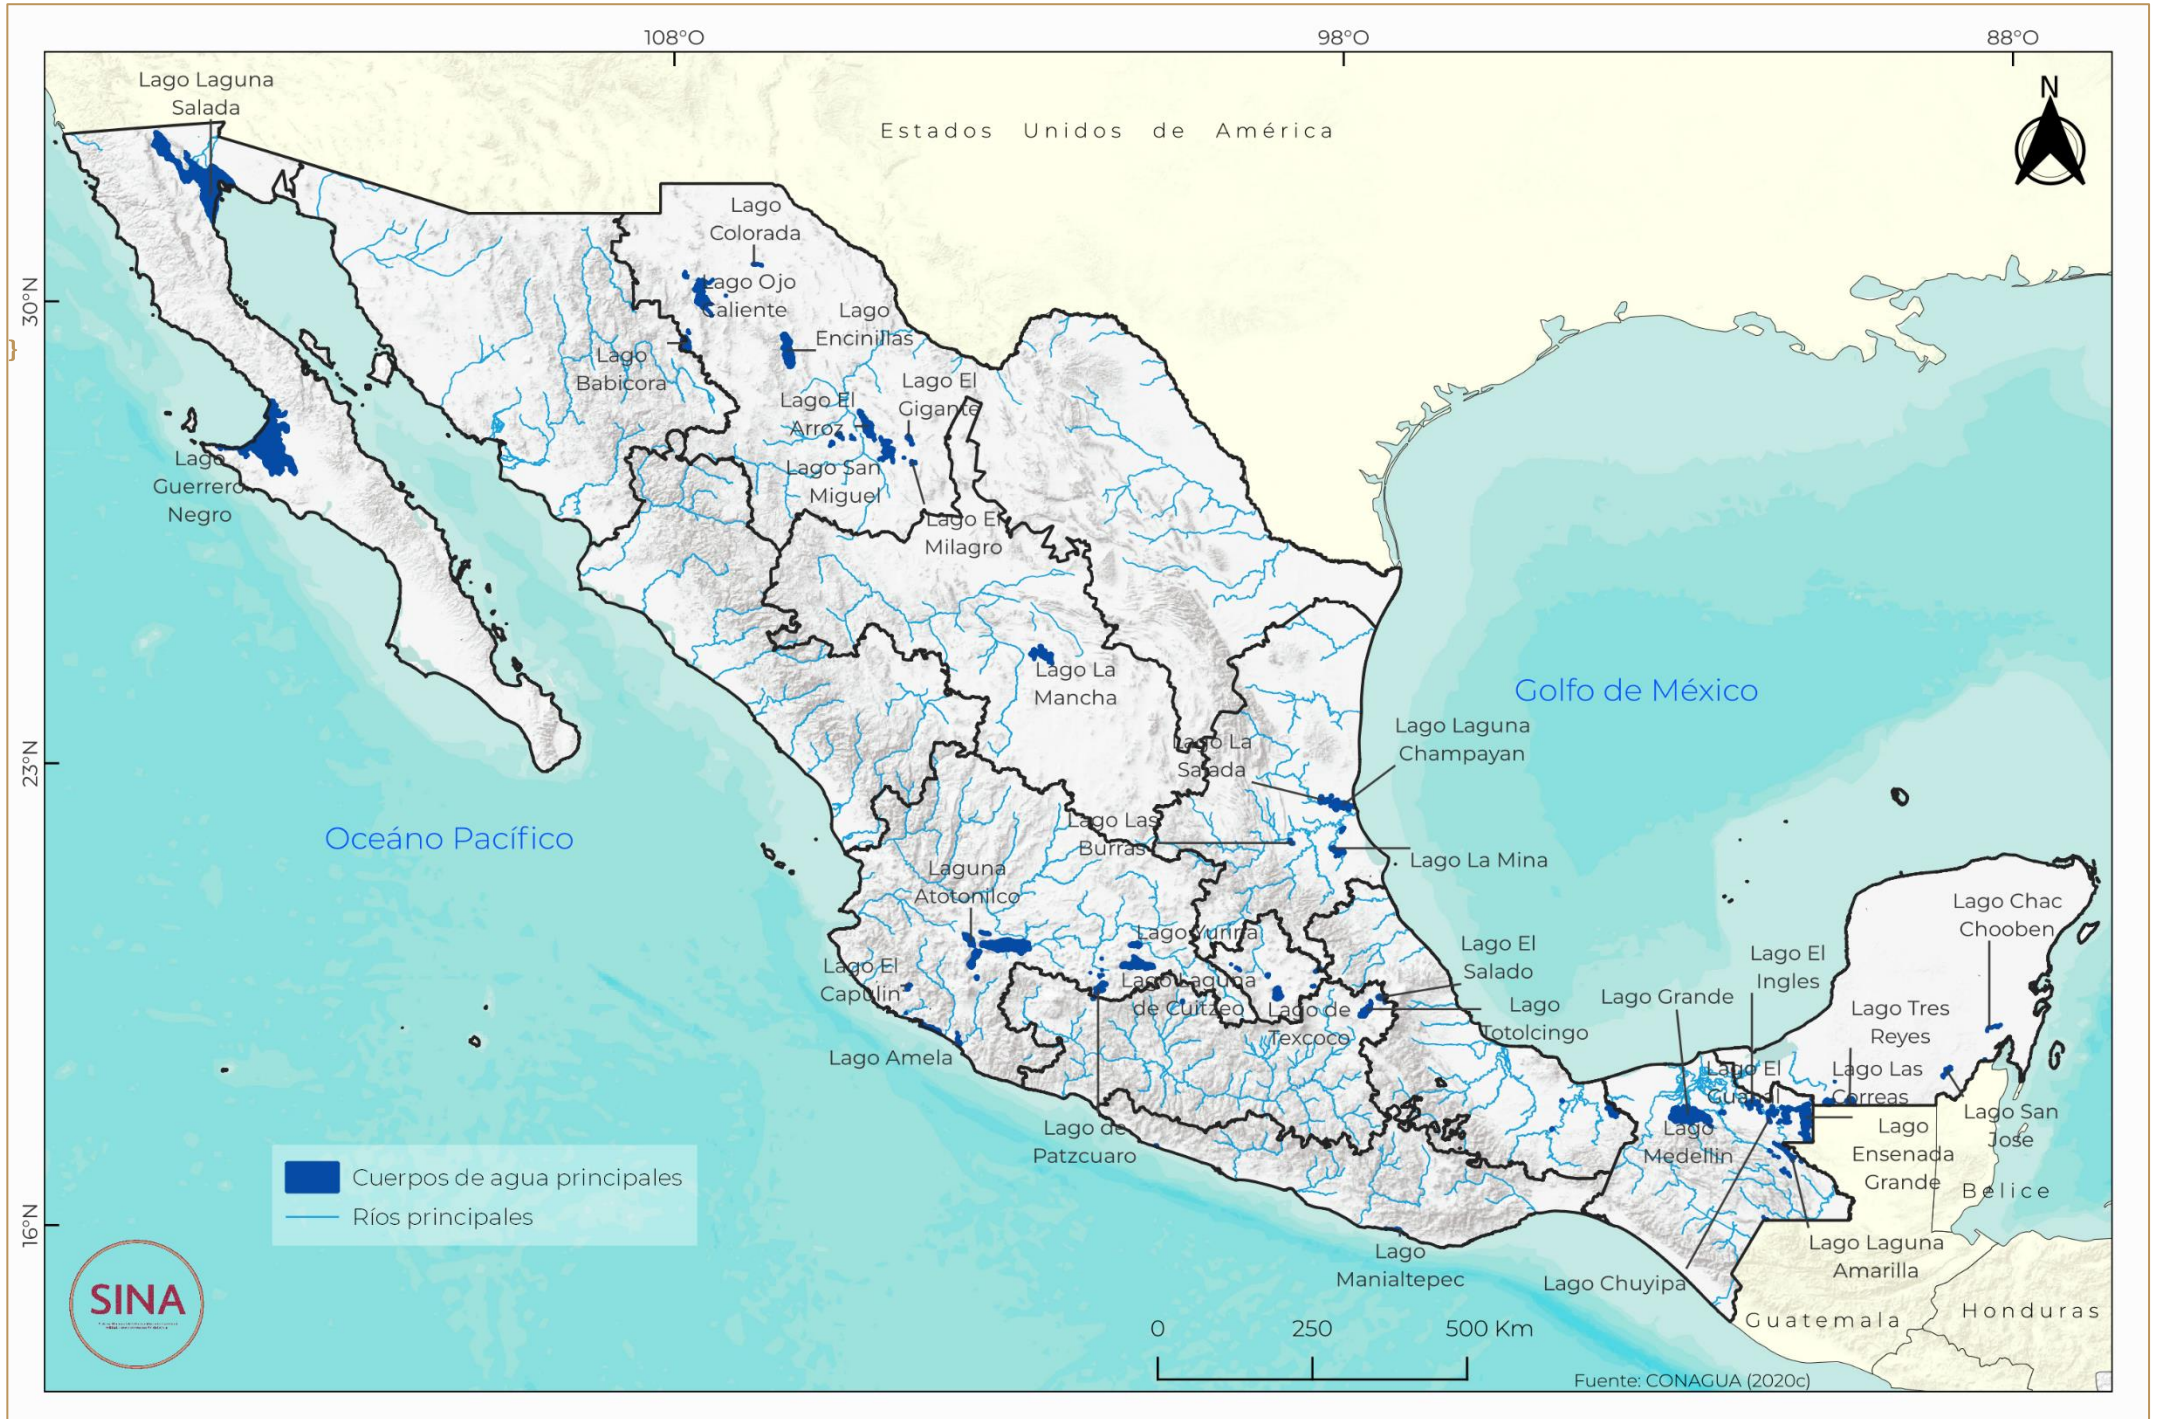 108°O
98°O
88°O
Lago Laguna
Salada
N
Estados Unidos de América
Lago
Colorada
Lago Ojo
Caliente
30°N
Lago
Encinillas
Lago
Babicora
Lago El
Gigante
Lago El
Arroz
Lago
Guerrero
Negro
Lago San
Miguel
Lago El
Milagro
Lago La
Mancha
Golfo de México
Lago Laguna
Champayan
Lago La
Salada
23°N
Oceáno Pacífico
Lago Las
Burras
Lago La Mina
Laguna
Atotonilco
Lago Chac
Chooben
Lago Yuriria
Lago El
Salado
Lago El
Ingles
Lago El
Capulin
Lago Laguna
de Cuitzeo
Lago Grande
Lago de
Texcoco
Lago
Totolcingo
Lago Tres
Reyes
Lago Amela
Lago El
Guanal
Lago Las
Correas
Lago de
Patzcuaro
Lago
Medellin
Lago
Ensenada
Grande
Lago San
Jose
Belice
Cuerpos de agua principales
Ríos principales
16°N
Lago
Manialtepec
Lago Chuyipa
Lago Laguna
Amarilla
SINA
Guatemala
Honduras
0 250 500 Km
Fuente: CONAGUA (2020c)